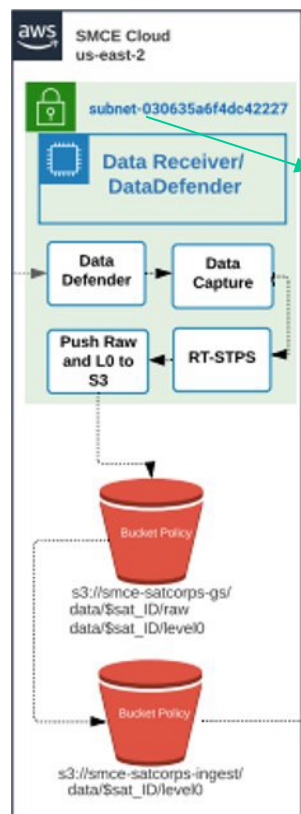 aws
SMCE Cloud
us-east-2
subnet-030635a6f4dc42227
Data Receiver/
DataDefender
Data
Defender
Data
Capture
Push Raw
and L0 to
S3
RT-STPS
Bucket Policy
s3://smce-satcorps-gs/
data/$sat_ID/raw
data/$sat_ID/level0
Bucket Policy
s3://smce-satcorps-ingest/
data/$sat_ID/level0